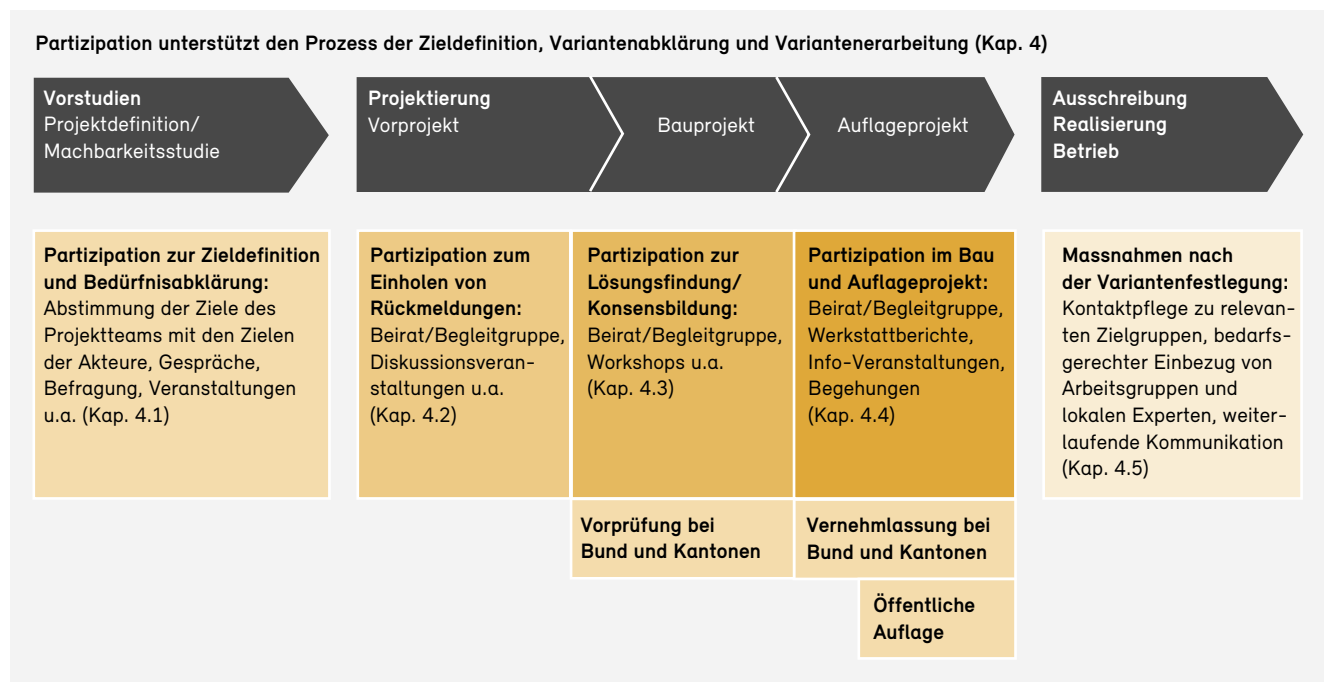 Partizipation unterstützt den Prozess der Zieldefinition, Variantenabklärung und Variantenerarbeitung (Kap. 4)
Vorstudien
Projektdefinition/
Machbarkeitsstudie
Projektierung
Vorprojekt
Bauprojekt
Auflageprojekt
Ausschreibung
Realisierung
Betrieb
Partizipation zur Zieldefinition
und Bedürfnisabklärung:
Abstimmung der Ziele des
Projektteams mit den Zielen
der Akteure, Gespräche,
Befragung, Veranstaltungen
u.a. (Kap. 4.1)
Partizipation zum
Einholen von
Rückmeldungen:
Beirat/Begleitgruppe,
Diskussionsveran-
staltungen u.a.
(Kap. 4.2)
Partizipation zur
Lösungsfindung/
Konsensbildung:
Beirat/Begleitgruppe,
Workshops u.a.
(Kap. 4.3)
Partizipation im Bau
und Auflageprojekt:
Beirat/Begleitgruppe,
Werkstattberichte,
Info-Veranstaltungen,
Begehungen
(Kap. 4.4)
Massnahmen nach
der Variantenfestlegung:
Kontaktpflege zu relevan-
ten Zielgruppen, bedarfs-
gerechter Einbezug von
Arbeitsgruppen und
lokalen Experten, weiter-
laufende Kommunikation
(Kap. 4.5)
Vorprüfung bei
Bund und Kantonen
Vernehmlassung bei
Bund und Kantonen
Öffentliche
Auflage